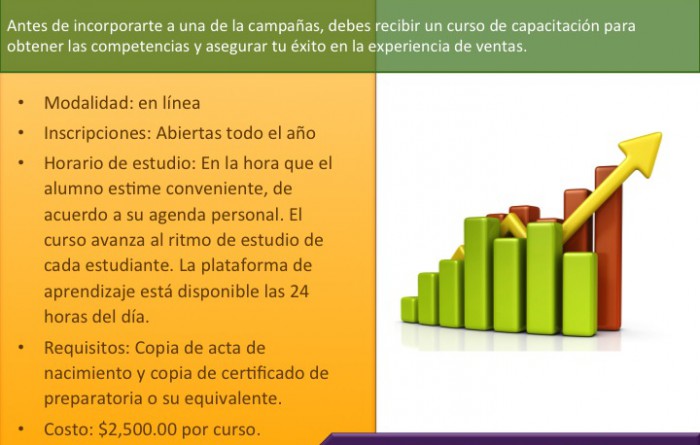 Antes de incorporarte a una de la campañas, debes recibir un curso de capacitación para
obtener las competencias y asegurar tu éxito en la experiencia de ventas.
• Modalidad: en línea
• Inscripciones: Abiertas todo el año
• Horario de estudio: En la hora que el
alumno estime conveniente, de
acuerdo a su agenda personal. El
curso avanza al ritmo de estudio de
cada estudiante. La plataforma de
aprendizaje está disponible las 24
horas del día.
• Requisitos: Copia de acta de
nacimiento y copia de certificado de
preparatoria o su equivalente.
• Costo: $2,500.00 por curso.